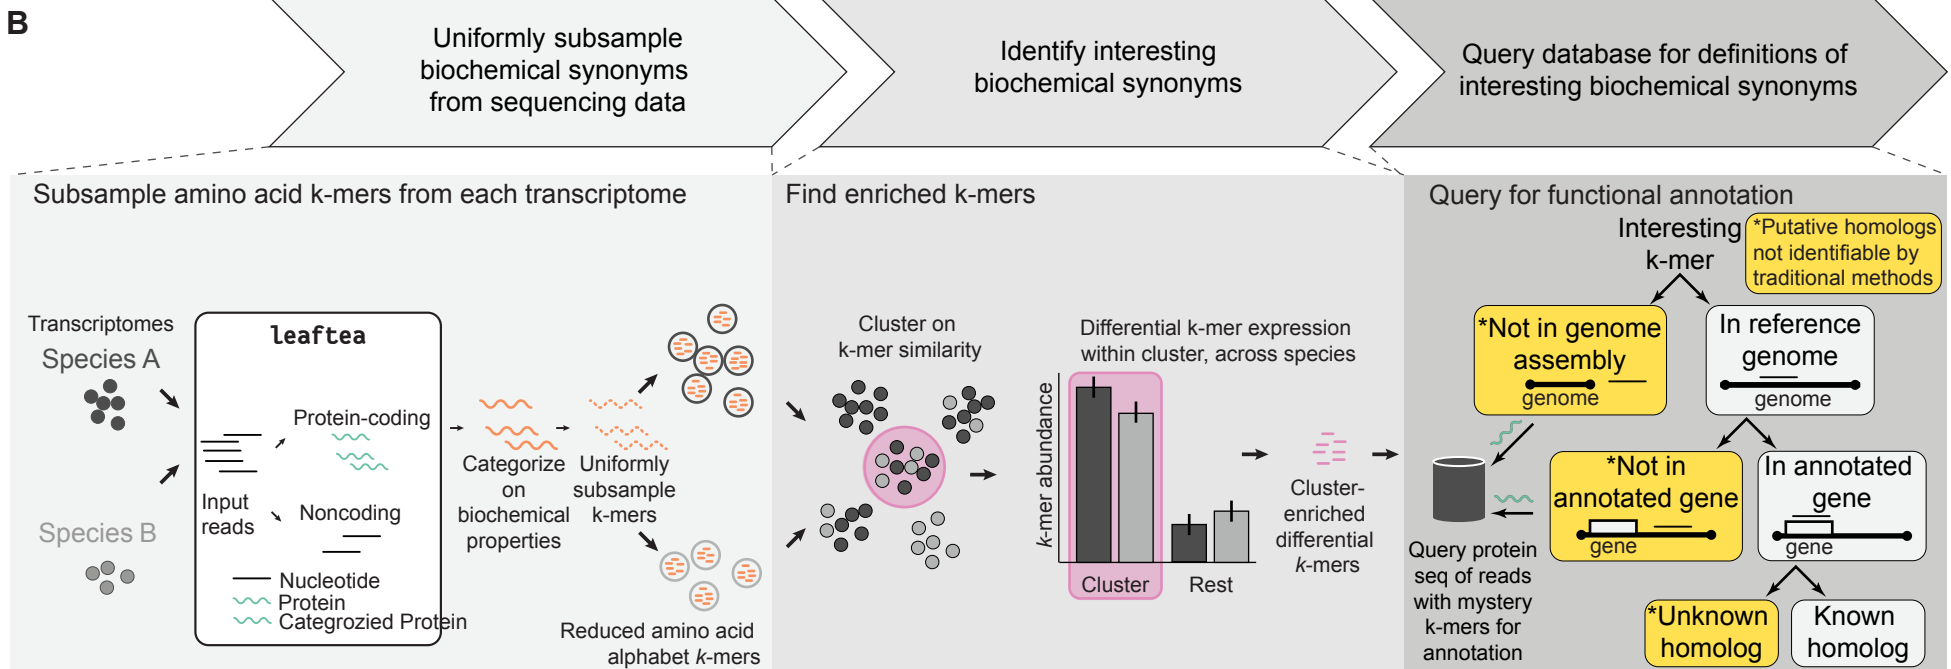 B
Uniformly subsample
biochemical synonyms
from sequencing data
Identify interesting
biochemical synonyms
Query database for definitions of
interesting biochemical synonyms
Subsample amino acid k-mers from each transcriptome
Transcriptomes
Species A
Species B
leaftea
Input
reads
Protein-coding
Noncoding
Nucleotide
Protein
Categrozied Protein
Categorize
on
biochemical
properties
Uniformly
subsample
k-mers
Reduced amino acid
alphabet k-mers
Find enriched k-mers
Cluster on
k-mer similarity
Differential k-mer expression
within cluster, across species
k-mer abundance
Cluster
Rest
Cluster-
enriched
differential
k-mers
Query for functional annotation
Interesting
k-mer
*Putative homologs
not identifiable by
traditional methods
*Not in genome
assembly
genome
In reference
genome
genome
*Not in
annotated gene
gene
In annotated
gene
gene
Query protein
seq of reads
with mystery
k-mers for
annotation
*Unknown
homolog
Known
homolog